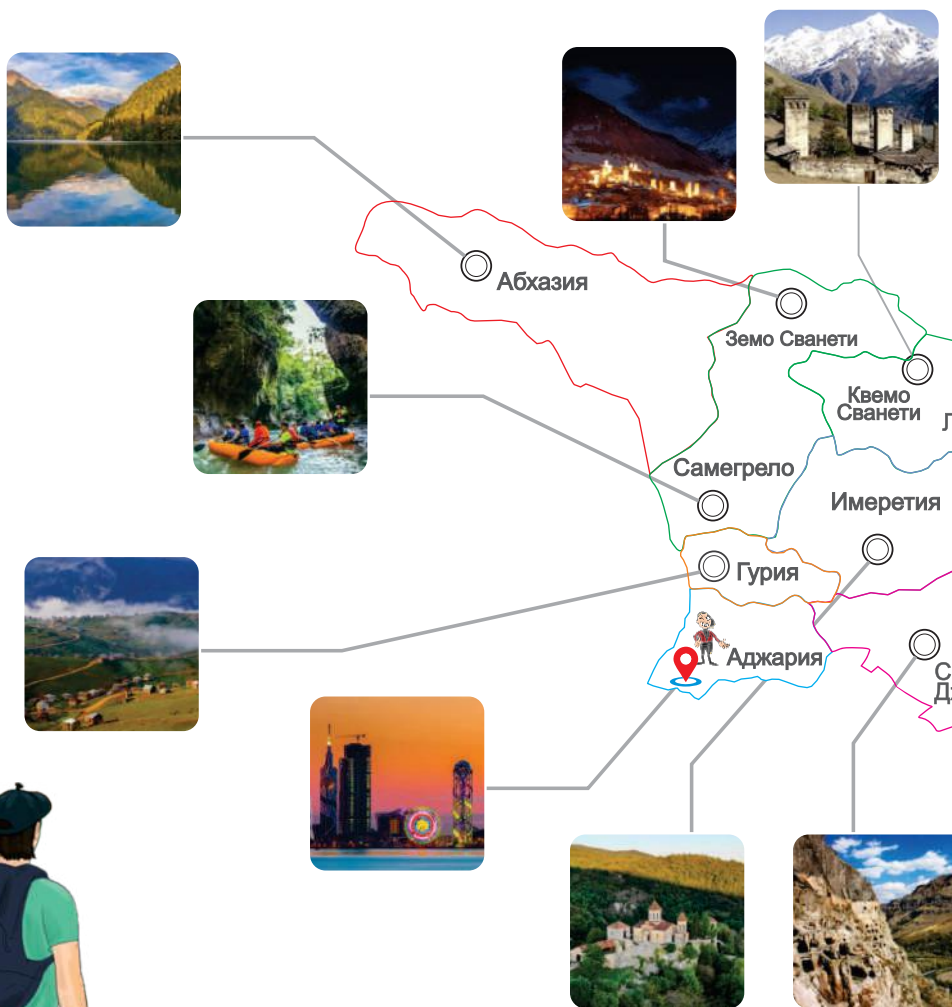 Абхазия
Земо Сванети
Квемо
Сванети
Самегрело
Имеретия
Гурия
Аджария